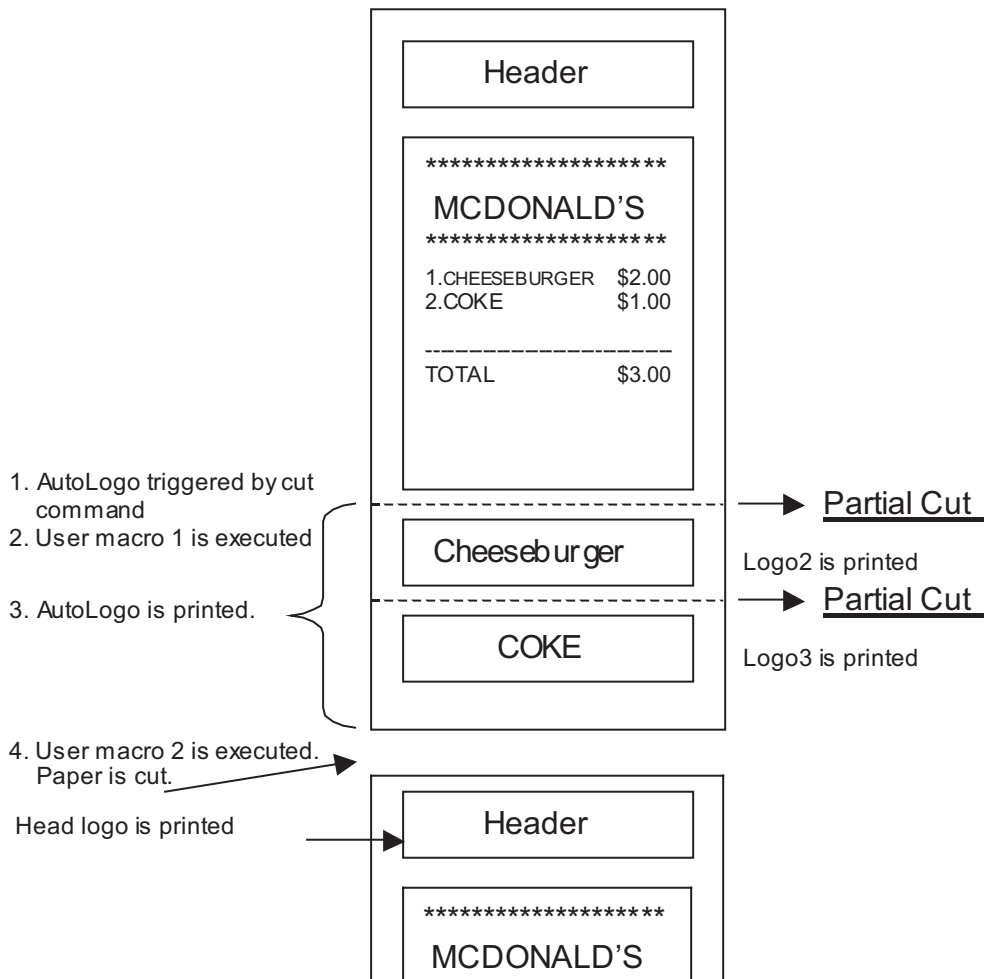 Header
********************
MCDONALD'S
********************
1.CHEESEBURGER $2.00
2.COKE $1.00
--------------------------
TOTAL $3.00
1. AutoLogo triggered by cut
command
2. User macro 1 is executed
3. AutoLogo is printed.
Partial Cut
Cheeseburger
Logo2 is printed
Partial Cut
COKE
Logo3 is printed
4. User macro 2 is executed.
Paper is cut.
Head logo is printed
Header
********************
MCDONALD'S